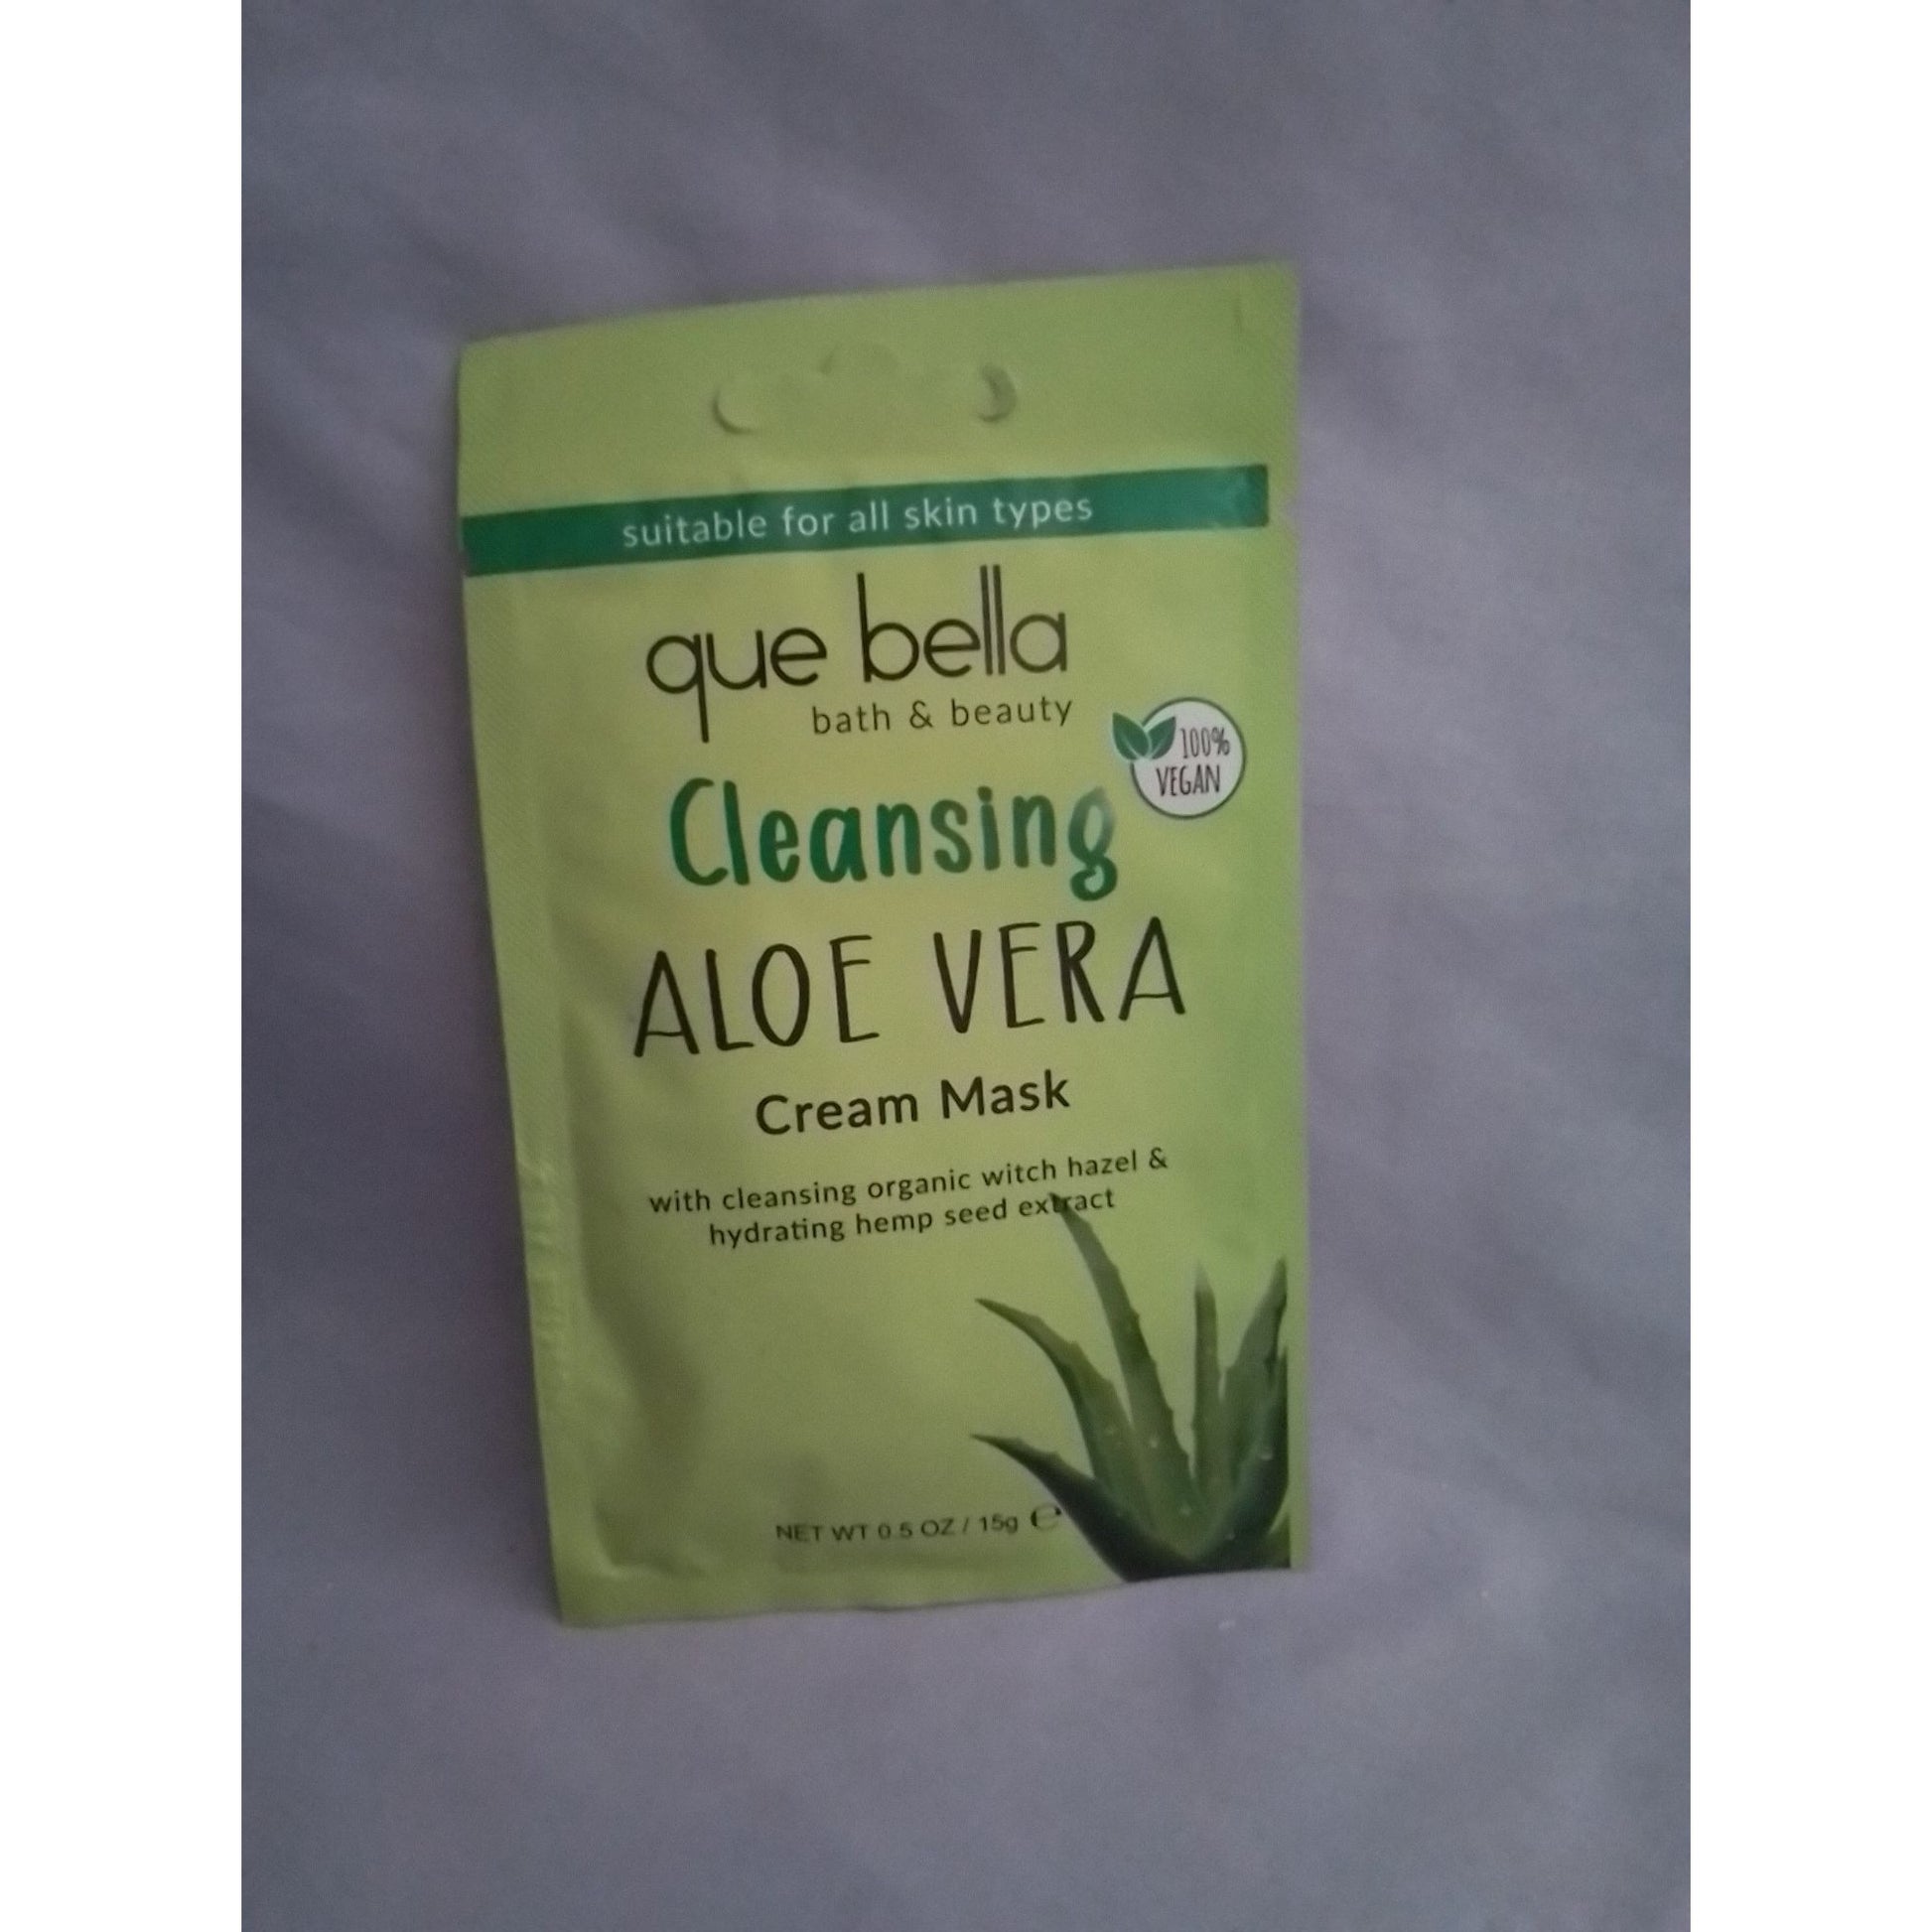 suitable for all skin types
que bella
bath & beauty
100%
VEGAN
Cleansing
ALOE VERA
Cream Mask
with cleansing organic witch hazel &
hydrating hemp seed extract
NET WT 0.5 OZ / 15g ℮